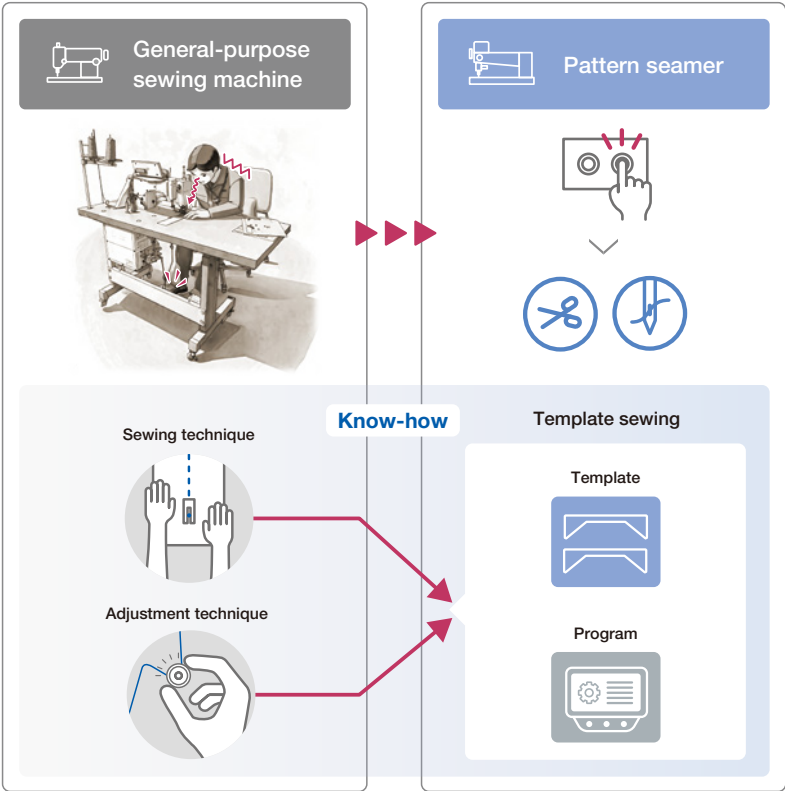 General-purpose
sewing machine
Pattern seamer
Know-how
Sewing technique
Adjustment technique
Template sewing
Template
Program